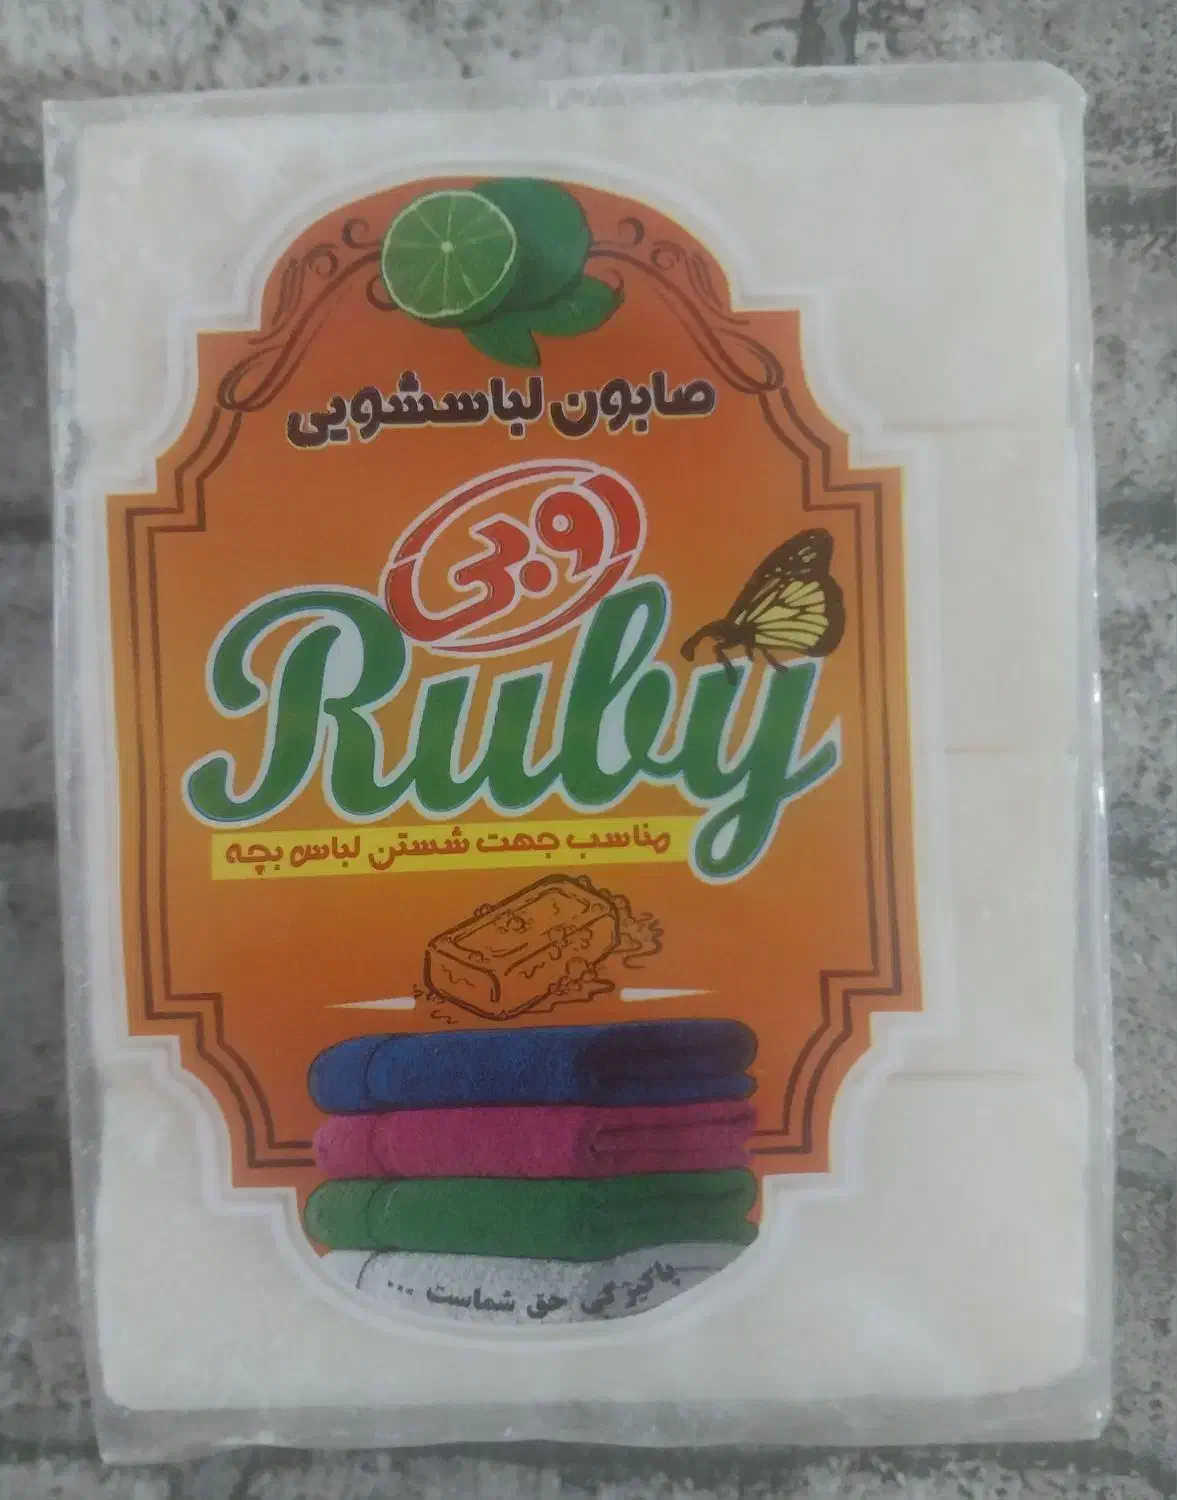 صابون لباسشویی
روبی
Ruby
مناسب جهت شستن لباس بچه
پاکیزگی حق شماست ...